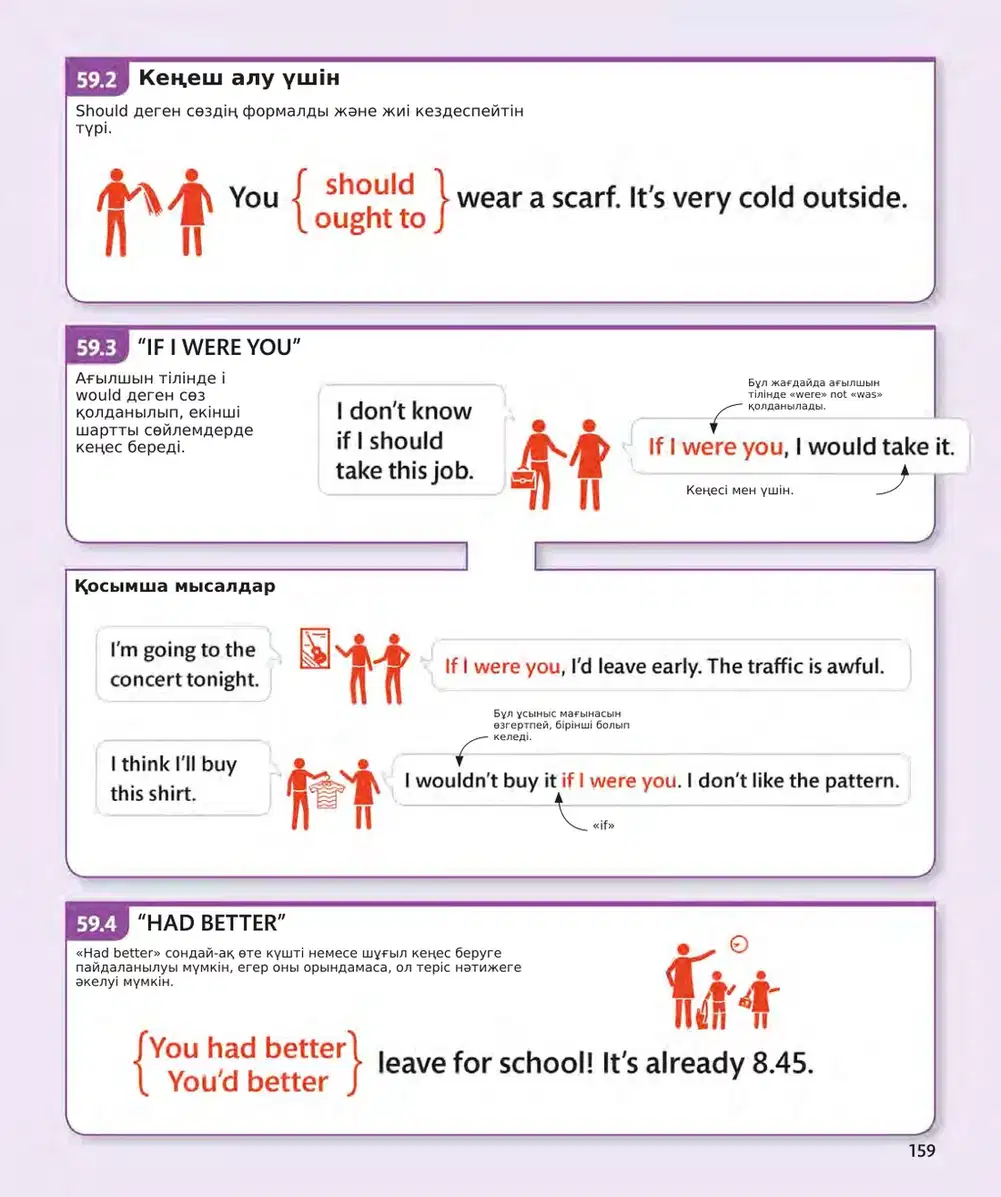 59.2 Кеңеш алу үшін
Should деген сөздің формалды және жиі кездеспейтін
түрі.
You { should
ought to } wear a scarf. It's very cold outside.
59.3 “IF I WERE YOU”
Ағылшын тілінде і
would деген сөз
қолданылып, екінші
шартты сөйлемдерде
кеңес береді.
I don't know
if I should
take this job.
Бұл жағдайда ағылшын
тілінде «were» not «was»
қолданылады.
If I were you, I would take it.
Кеңесі мен үшін.
Қосымша мысалдар
I'm going to the
concert tonight.
If I were you, I'd leave early. The traffic is awful.
Бұл ұсыныс мағынасын
өзгертпей, бірінші болып
келеді.
I think I'll buy
this shirt.
I wouldn't buy it if I were you. I don't like the pattern.
«if»
59.4 “HAD BETTER”
«Had better» сондай-ақ өте күшті немесе шұғыл кеңес беруге
пайдаланылуы мүмкін, егер оны орындамаса, ол теріс нәтижеге
әкелуі мүмкін.
{You had better
You'd better} leave for school! It's already 8.45.
159